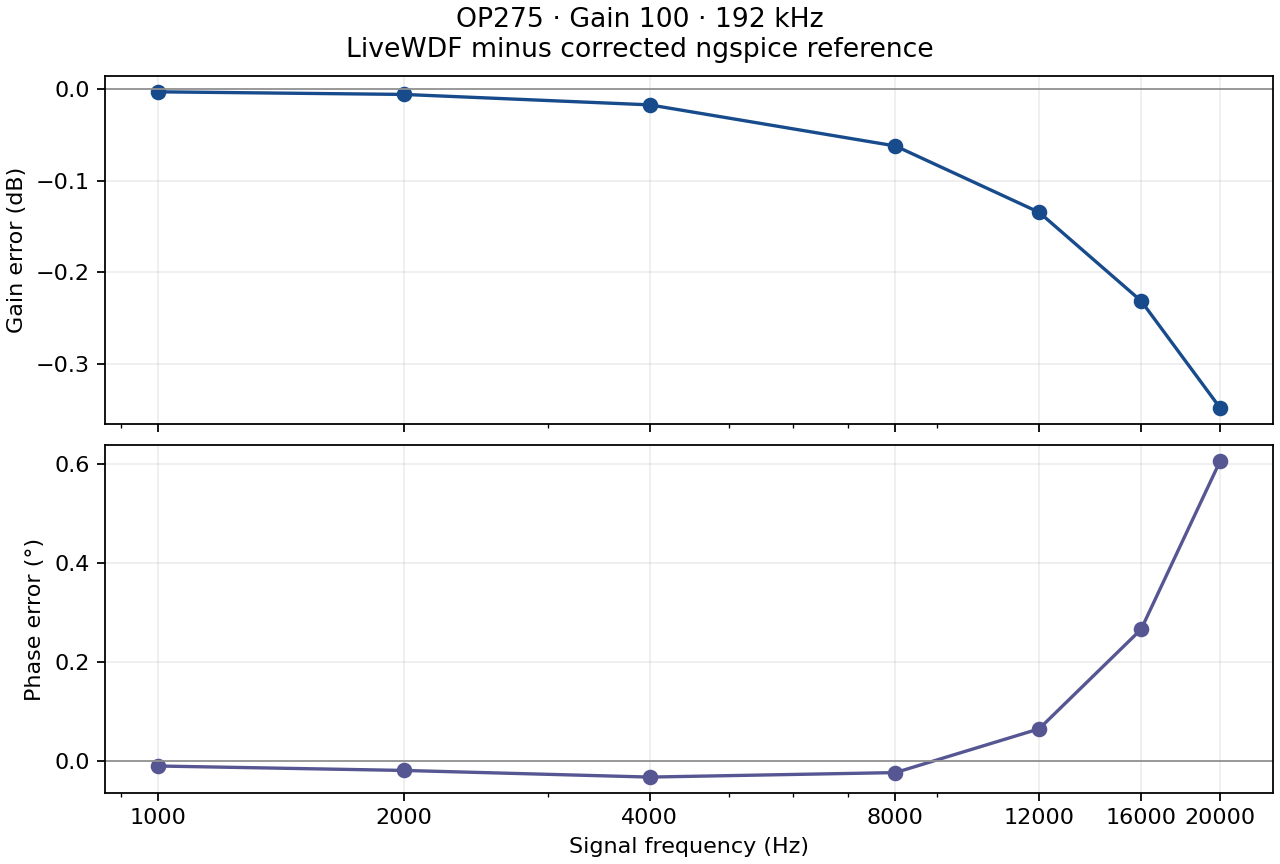 OP275 · Gain 100 · 192 kHz
LiveWDF minus corrected ngspice reference
0.0
−0.1
−0.2
−0.3
Gain error (dB)
0.6
0.4
0.2
0.0
Phase error (°)
1000 2000 4000 8000 12000 16000 20000
Signal frequency (Hz)